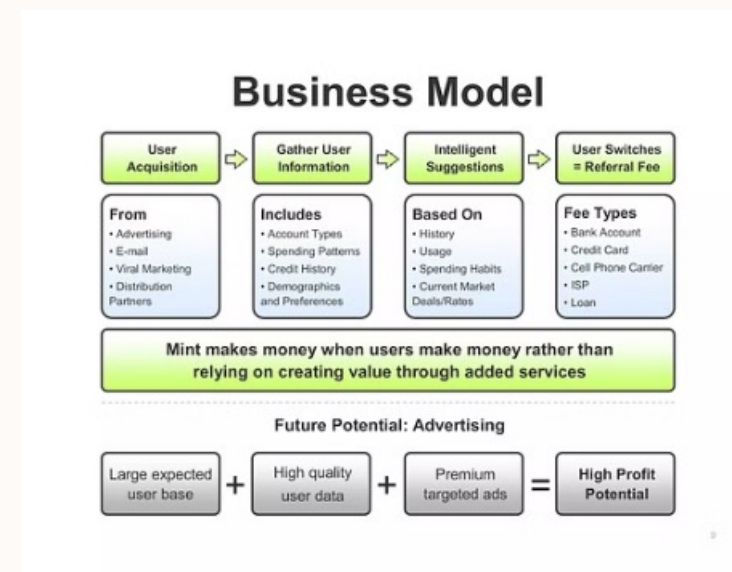 Business Model
User
Acquisition
Gather User
Information
Intelligent
Suggestions
User Switches
= Referral Fee
From
• Advertising
• E-mail
• Viral Marketing
• Distribution
Partners
Includes
• Account Types
• Spending Patterns
• Credit History
• Demographics
and Preferences
Based On
• History
• Usage
• Spending Habits
• Current Market
Deals/Rates
Fee Types
• Bank Account
• Credit Card
• Cell Phone Carrier
• ISP
• Loan
Mint makes money when users make money rather than
relying on creating value through added services
Future Potential: Advertising
Large expected
user base
+
High quality
user data
+
Premium
targeted ads
=
High Profit
Potential
9